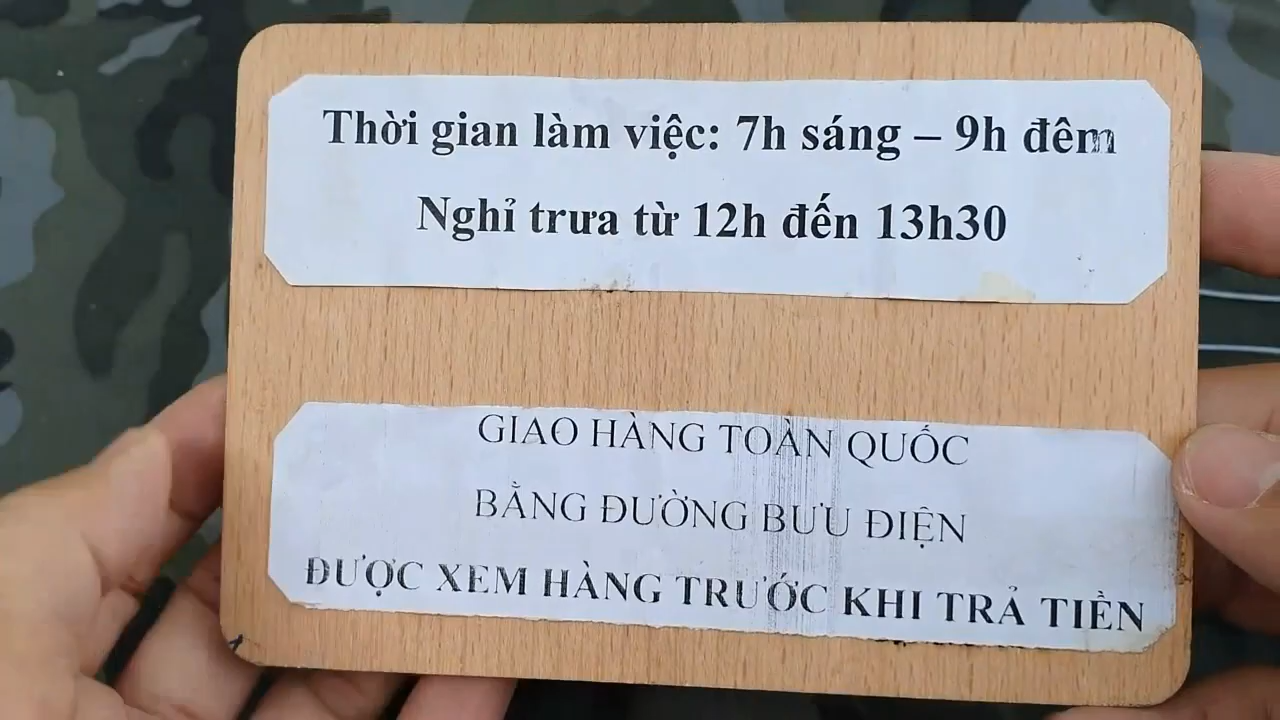 Thời gian làm việc: 7h sáng – 9h đêm
Nghỉ trưa từ 12h đến 13h30
GIAO HÀNG TOÀN QUỐC
BẰNG ĐƯỜNG BƯU ĐIỆN
ĐƯỢC XEM HÀNG TRƯỚC KHI TRẢ TIỀN